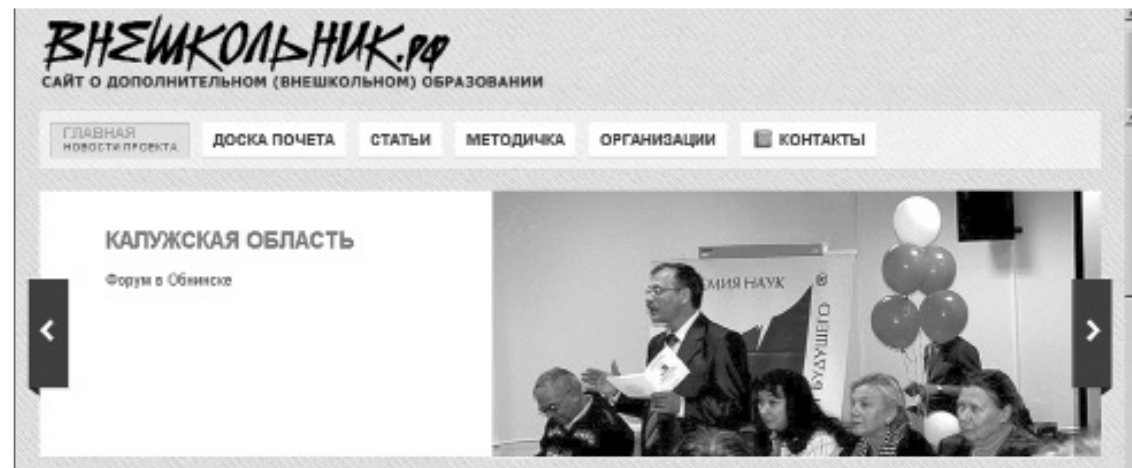 ВНЕШКОЛЬНИК.РФ
САЙТ О ДОПОЛНИТЕЛЬНОМ (ВНЕШКОЛЬНОМ) ОБРАЗОВАНИИ
ГЛАВНАЯ
НОВОСТИ ПРОЕКТА
ДОСКА ПОЧЕТА СТАТЬИ МЕТОДИЧКА ОРГАНИЗАЦИИ КОНТАКТЫ
КАЛУЖСКАЯ ОБЛАСТЬ
Форум в Обнинске
НАУК
БУДУЩЕГО